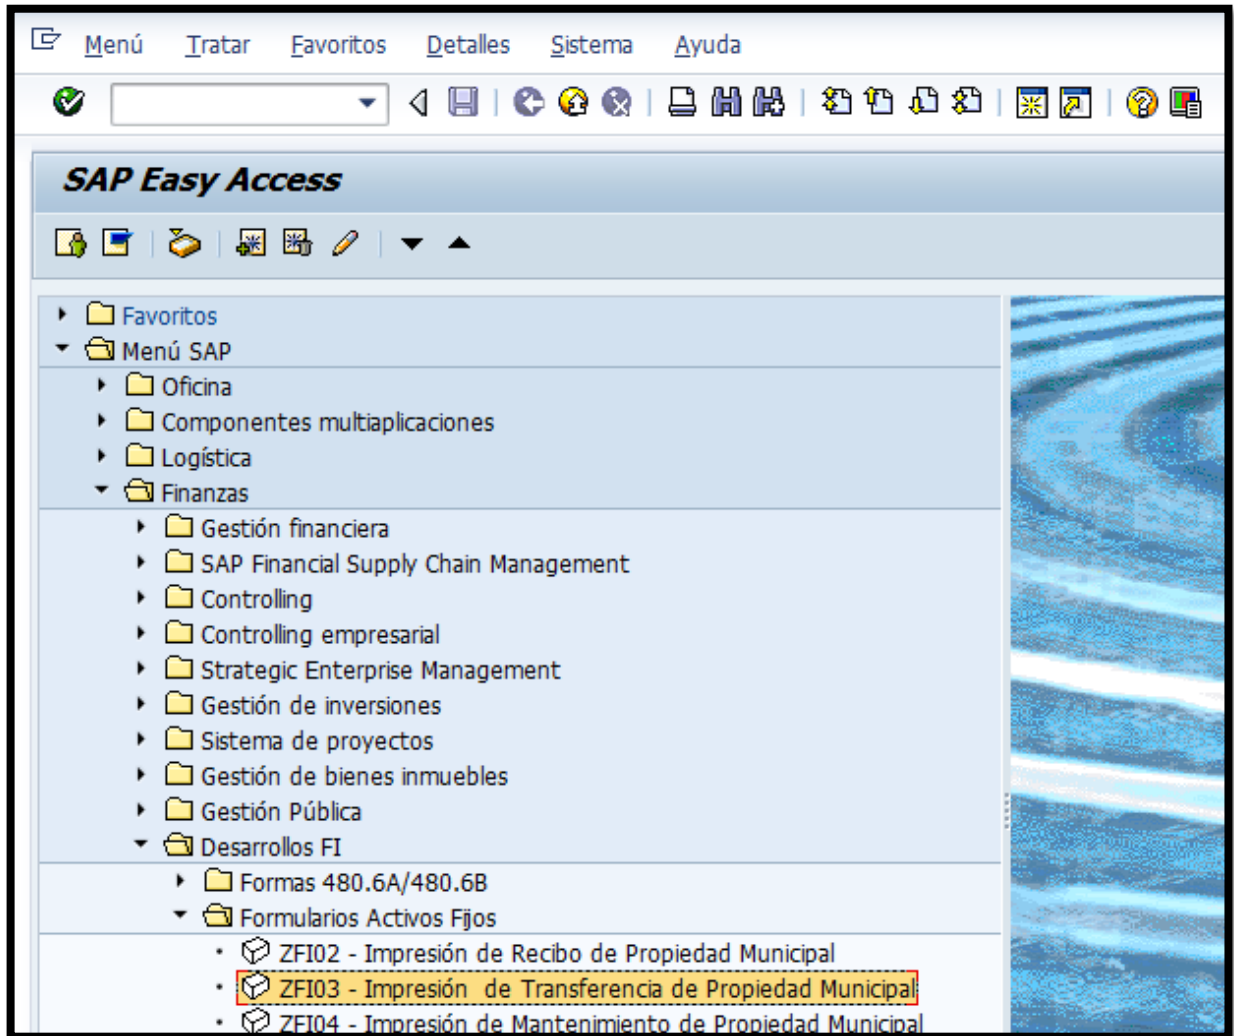 Menú Tratar Favoritos Detalles Sistema Ayuda
SAP Easy Access
Favoritos
Menú SAP
Oficina
Componentes multiaplicaciones
Logística
Finanzas
Gestión financiera
SAP Financial Supply Chain Management
Controlling
Controlling empresarial
Strategic Enterprise Management
Gestión de inversiones
Sistema de proyectos
Gestión de bienes inmuebles
Gestión Pública
Desarrollos FI
Formas 480.6A/480.6B
Formularios Activos Fijos
ZFI02 - Impresión de Recibo de Propiedad Municipal
ZFI03 - Impresión  de Transferencia de Propiedad Municipal
ZFI04 - Impresión de Mantenimiento de Propiedad Municipal